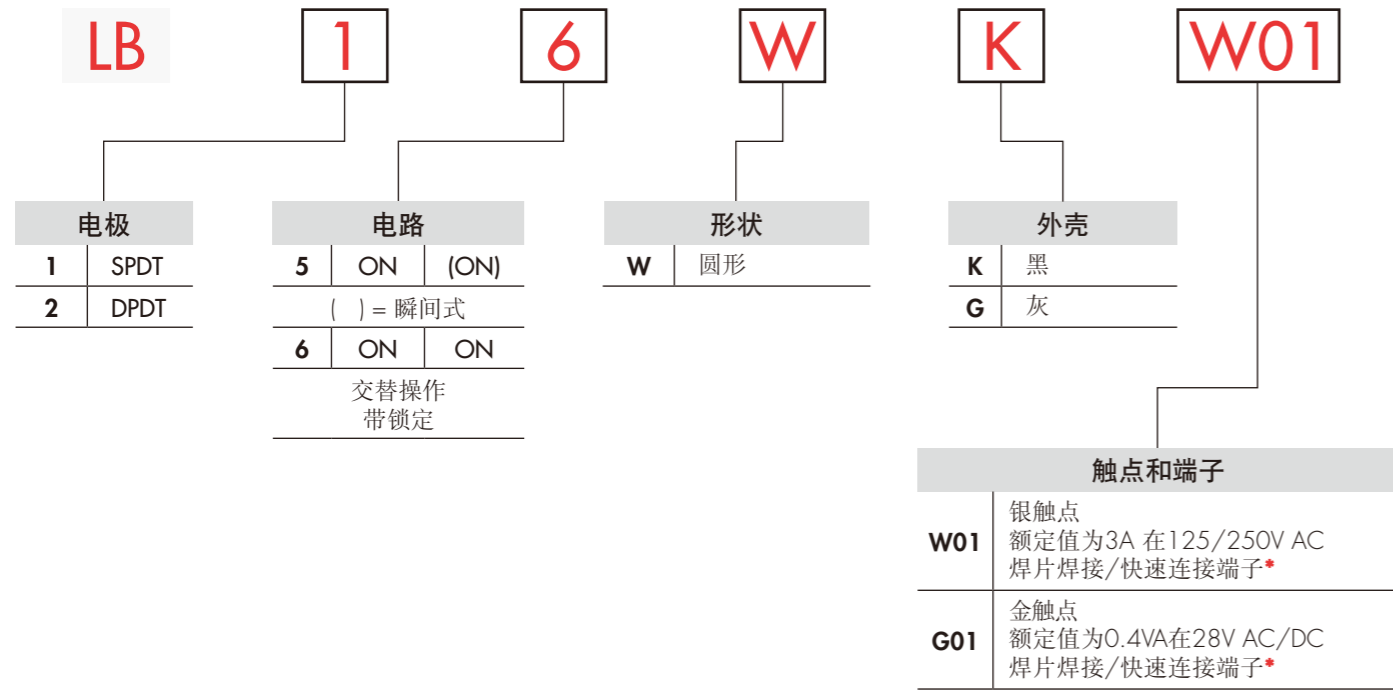 LB 1 6 W K W01
电极
1 SPDT
2 DPDT
电路
5 ON (ON)
( ) = 瞬间式
6 ON ON
交替操作
带锁定
形状
W 圆形
外壳
K 黑
G 灰
触点和端子
W01
银触点
额定值为3A 在125/250V AC
焊片焊接/快速连接端子*
G01
金触点
额定值为0.4VA在28V AC/DC
焊片焊接/快速连接端子*